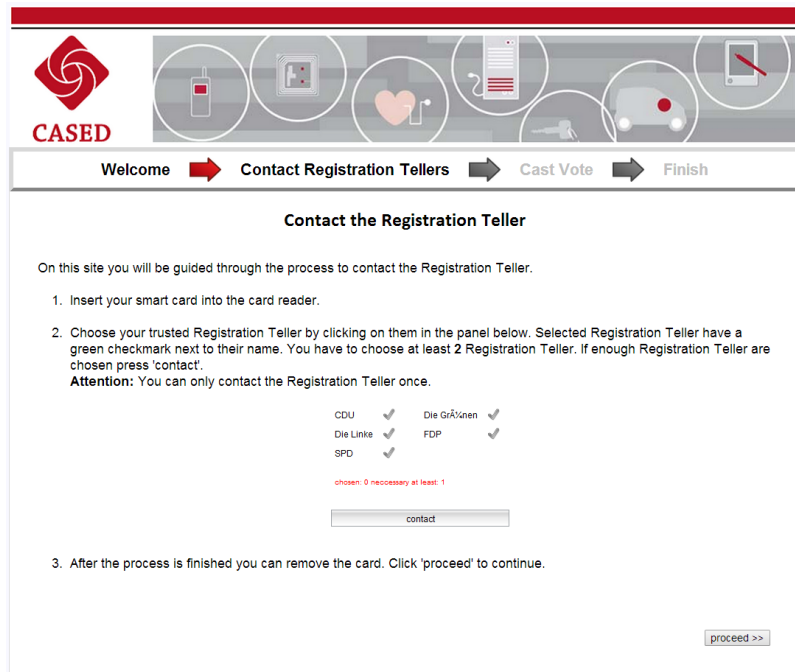 CASED
Welcome Contact Registration Tellers Cast Vote Finish
Contact the Registration Teller
On this site you will be guided through the process to contact the Registration Teller.
1. Insert your smart card into the card reader.
2. Choose your trusted Registration Teller by clicking on them in the panel below. Selected Registration Teller have a
green checkmark next to their name. You have to choose at least 2 Registration Teller. If enough Registration Teller are
chosen press 'contact'.
Attention: You can only contact the Registration Teller once.
CDU Die GrÃ¼nen
Die Linke FDP
SPD
chosen: 0 neccessary at least: 1
contact
3. After the process is finished you can remove the card. Click 'proceed' to continue.
proceed >>